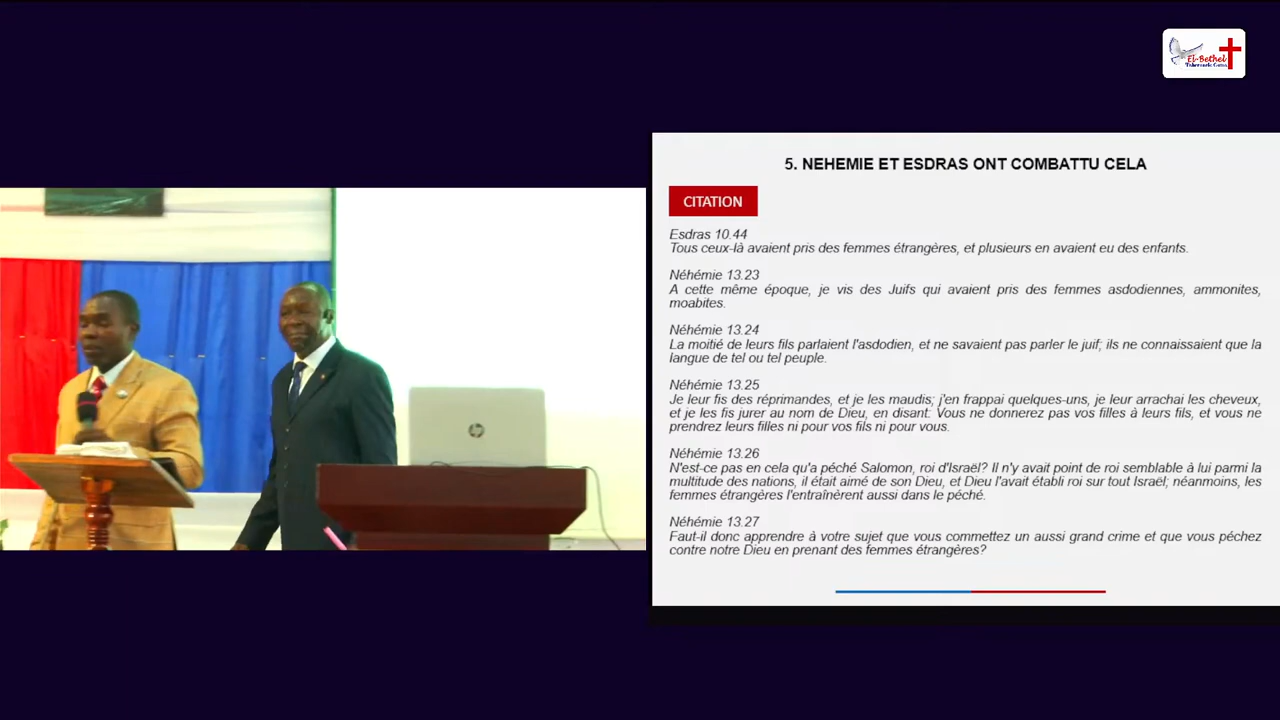 El-Bethel
5. NEHEMIE ET ESDRAS ONT COMBATTU CELA
CITATION
Esdras 10.44
Tous ceux-là avaient pris des femmes étrangères, et plusieurs en avaient eu des enfants.
Néhémie 13.23
A cette même époque, je vis des Juifs qui avaient pris des femmes asdodiennes, ammonites,
moabites.
Néhémie 13.24
La moitié de leurs fils parlaient l'asdodien, et ne savaient pas parler le juif; ils ne connaissaient que la
langue de tel ou tel peuple.
Néhémie 13.25
Je leur fis des réprimandes, et je les maudis; j'en frappai quelques-uns, je leur arrachai les cheveux,
et je les fis jurer au nom de Dieu, en disant: Vous ne donnerez pas vos filles à leurs fils, et vous ne
prendrez leurs filles ni pour vos fils ni pour vous.
Néhémie 13.26
N'est-ce pas en cela qu'a péché Salomon, roi d'Israël? Il n'y avait point de roi semblable à lui parmi la
multitude des nations, il était aimé de son Dieu, et Dieu l'avait établi roi sur tout Israël; néanmoins, les
femmes étrangères l'entraînèrent aussi dans le péché.
Néhémie 13.27
Faut-il donc apprendre à votre sujet que vous commettez un aussi grand crime et que vous péchez
contre notre Dieu en prenant des femmes étrangères?
hp